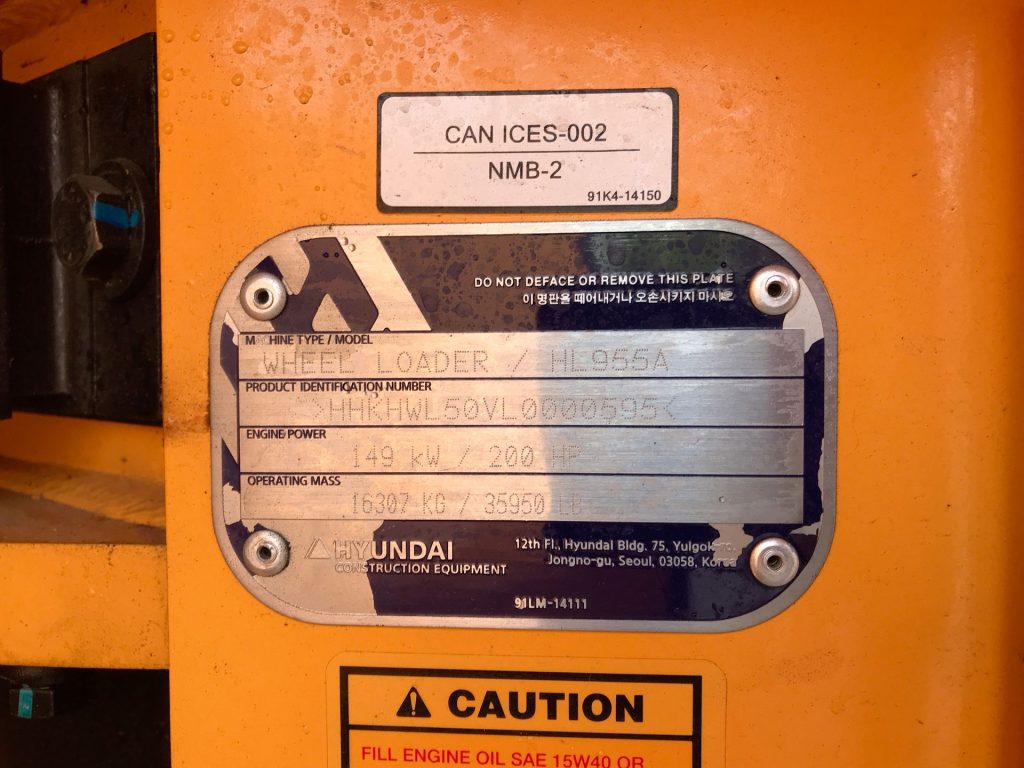 CAN ICES-002
NMB-2
91K4-14150
DO NOT DEFACE OR REMOVE THIS PLATE
이 명판을 떼어내거나 오손시키지 마시오
MACHINE TYPE / MODEL
WHEEL LOADER / HL955A
PRODUCT IDENTIFICATION NUMBER
>HHKHWL50VL0000595<
ENGINE POWER
149 kW / 200 HP
OPERATING MASS
16307 KG / 35950 LB
HYUNDAI
CONSTRUCTION EQUIPMENT
12th Fl., Hyundai Bldg. 75, Yulgok-ro,
Jongno-gu, Seoul, 03058, Korea
91LM-14111
CAUTION
FILL ENGINE OIL SAE 15W40 OR